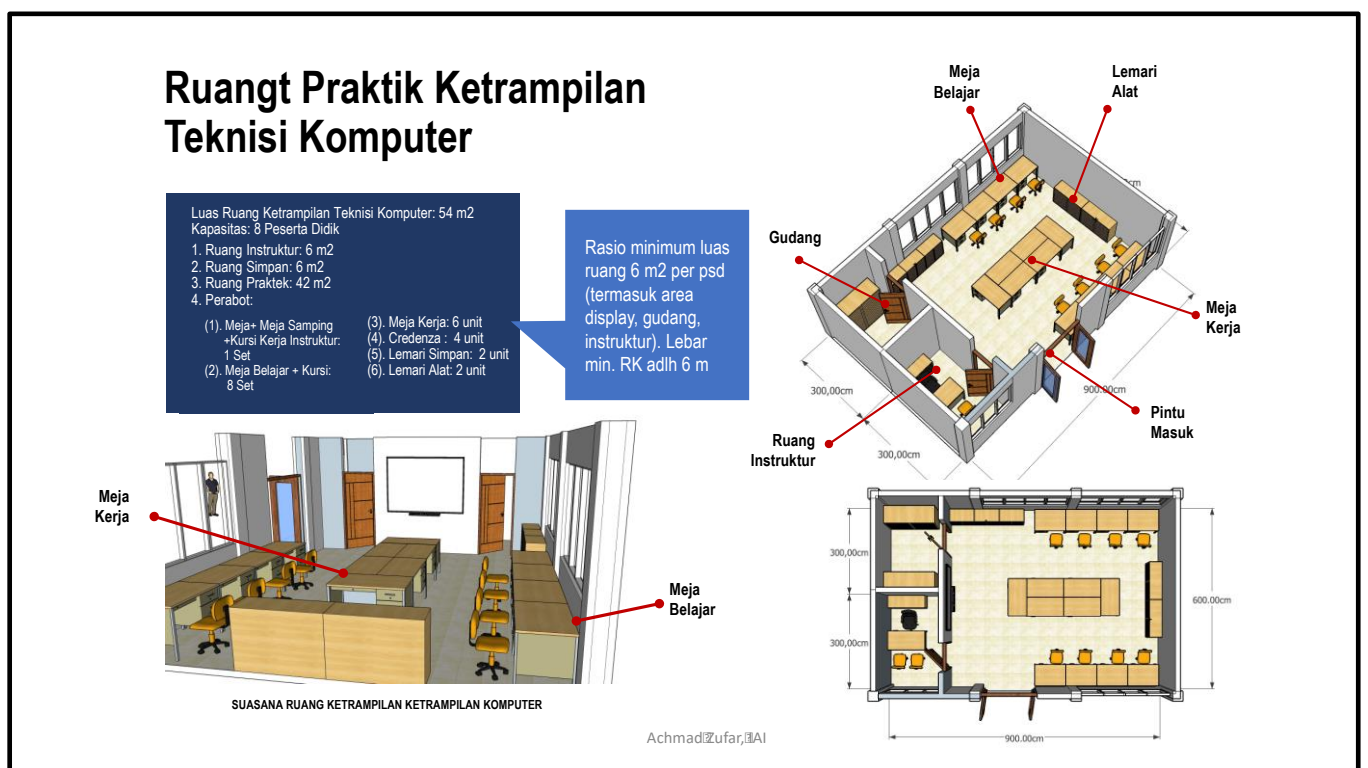 Ruangt Praktik Ketrampilan
Teknisi Komputer
Luas Ruang Ketrampilan Teknisi Komputer: 54 m2
Kapasitas: 8 Peserta Didik
1. Ruang Instruktur: 6 m2
2. Ruang Simpan: 6 m2
3. Ruang Praktek: 42 m2
4. Perabot:
(1). Meja+ Meja Samping
+Kursi Kerja Instruktur:
1 Set
(2). Meja Belajar + Kursi:
8 Set
(3). Meja Kerja: 6 unit
(4). Credenza : 4 unit
(5). Lemari Simpan: 2 unit
(6). Lemari Alat: 2 unit
Rasio minimum luas
ruang 6 m2 per psd
(termasuk area
display, gudang,
instruktur). Lebar
min. RK adlh 6 m
Meja
Belajar
Lemari
Alat
Gudang
Meja
Kerja
Pintu
Masuk
Ruang
Instruktur
300,00cm
300,00cm
900.00cm
Meja
Kerja
Meja
Belajar
SUASANA RUANG KETRAMPILAN KETRAMPILAN KOMPUTER
300,00cm
300,00cm
600.00cm
900.00cm
Achmad Zufar, IAI